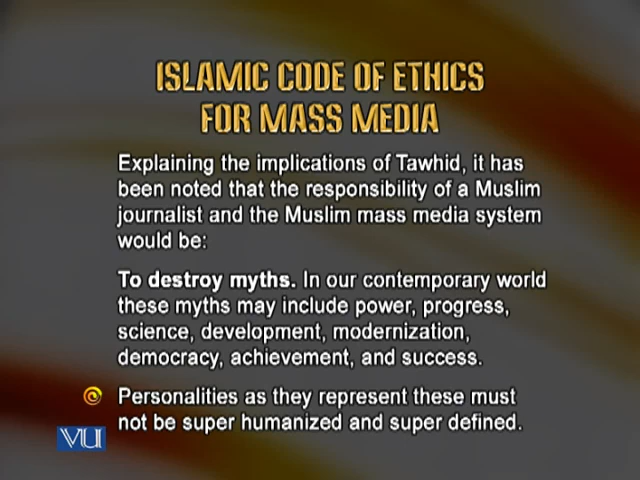 ISLAMIC CODE OF ETHICS
FOR MASS MEDIA
Explaining the implications of Tawhid, it has
been noted that the responsibility of a Muslim
journalist and the Muslim mass media system
would be:
To destroy myths. In our contemporary world
these myths may include power, progress,
science, development, modernization,
democracy, achievement, and success.
Personalities as they represent these must
not be super humanized and super defined.
VU